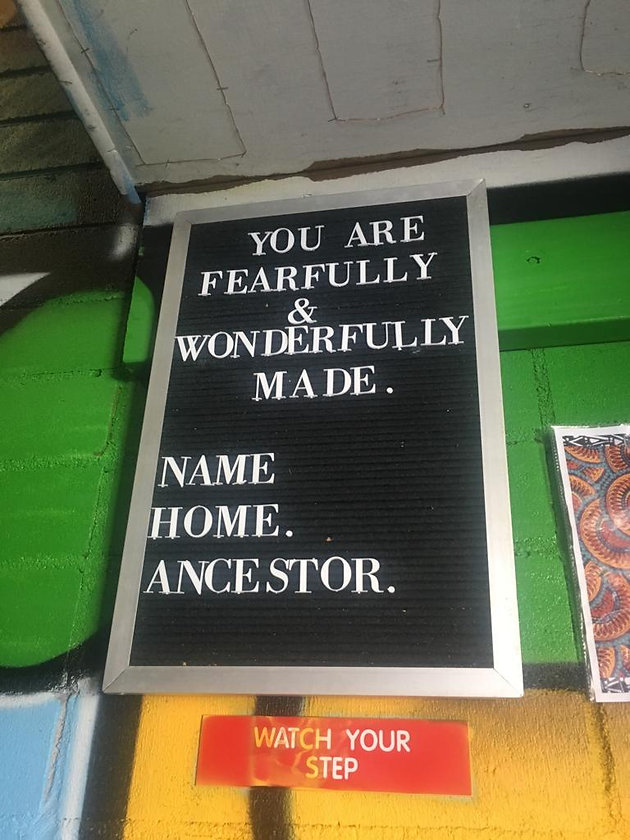 YOU ARE
FEARFULLY
&
WONDERFULLY
MADE.
NAME
HOME.
ANCESTOR.
WATCH YOUR
STEP